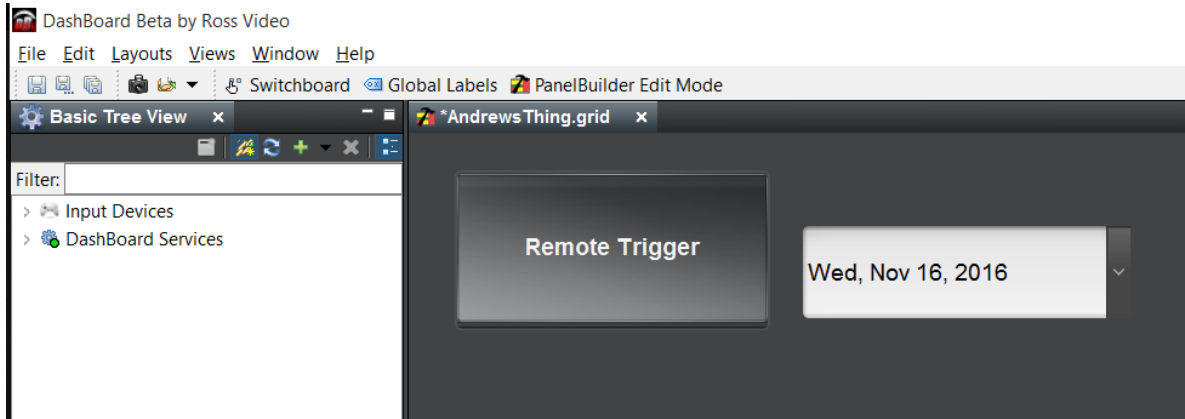 DashBoard Beta by Ross Video
File Edit Layouts Views Window Help
Switchboard Global Labels PanelBuilder Edit Mode
Basic Tree View x
*AndrewsThing.grid x
Filter:
Input Devices
DashBoard Services
Remote Trigger
Wed, Nov 16, 2016